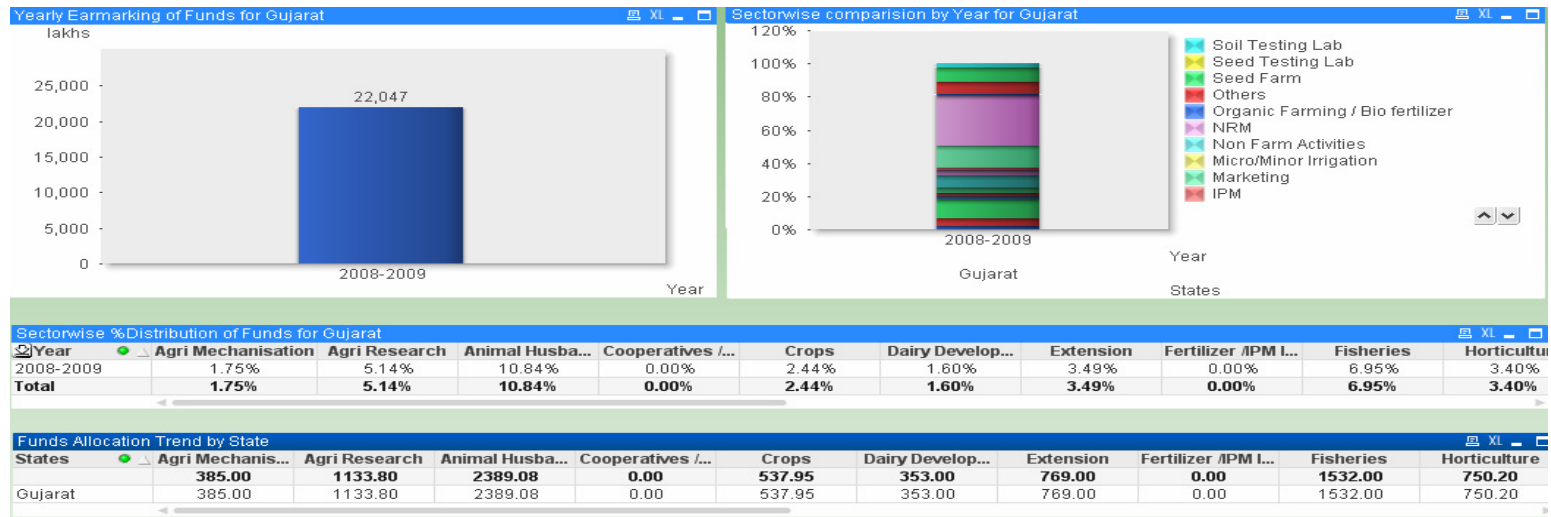 Yearly Earmarking of Funds for Gujarat XL
lakhs
25,000
20,000
15,000
10,000
5,000
0
22,047
2008-2009
Year
Sectorwise comparision by Year for Gujarat XL
120%
100%
80%
60%
40%
20%
0%
2008-2009
Gujarat
Year
States
Soil Testing Lab
Seed Testing Lab
Seed Farm
Others
Organic Farming / Bio fertilizer
NRM
Non Farm Activities
Micro/Minor Irrigation
Marketing
IPM
Sectorwise %Distribution of Funds for Gujarat XL
Year Agri Mechanisation Agri Research Animal Husba... Cooperatives /... Crops Dairy Develop... Extension Fertilizer /IPM I... Fisheries Horticultu
2008-2009 1.75% 5.14% 10.84% 0.00% 2.44% 1.60% 3.49% 0.00% 6.95% 3.40%
Total 1.75% 5.14% 10.84% 0.00% 2.44% 1.60% 3.49% 0.00% 6.95% 3.40%
Funds Allocation Trend by State XL
States Agri Mechanis... Agri Research Animal Husba... Cooperatives /... Crops Dairy Develop... Extension Fertilizer /IPM I... Fisheries Horticulture
385.00 1133.80 2389.08 0.00 537.95 353.00 769.00 0.00 1532.00 750.20
Gujarat 385.00 1133.80 2389.08 0.00 537.95 353.00 769.00 0.00 1532.00 750.20